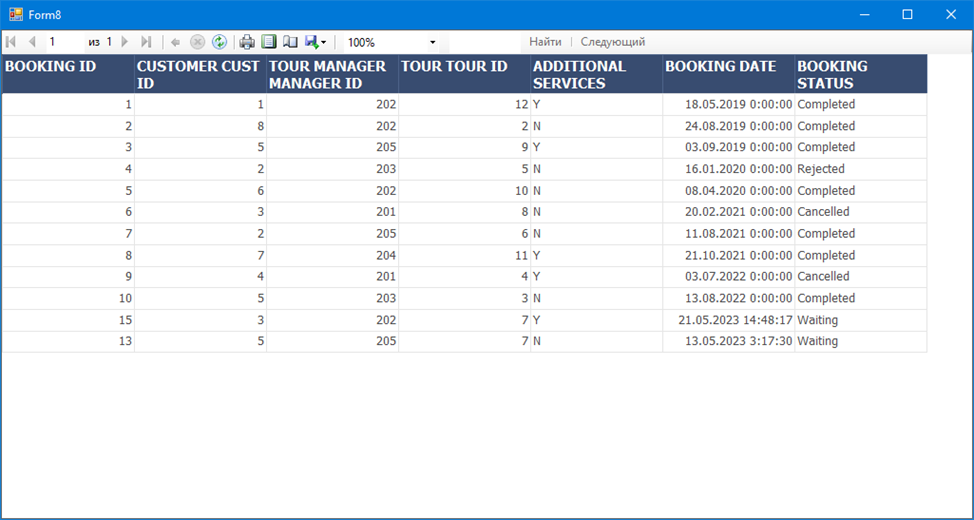 Form8
1 из 1 100% Найти | Следующий
BOOKING ID CUSTOMER CUST ID TOUR MANAGER MANAGER ID TOUR TOUR ID ADDITIONAL SERVICES BOOKING DATE BOOKING STATUS
1 1 202 12 Y 18.05.2019 0:00:00 Completed
2 8 202 2 N 24.08.2019 0:00:00 Completed
3 5 205 9 Y 03.09.2019 0:00:00 Completed
4 2 203 5 N 16.01.2020 0:00:00 Rejected
5 6 202 10 N 08.04.2020 0:00:00 Completed
6 3 201 8 N 20.02.2021 0:00:00 Cancelled
7 2 205 6 N 11.08.2021 0:00:00 Completed
8 7 204 11 Y 21.10.2021 0:00:00 Completed
9 4 201 4 Y 03.07.2022 0:00:00 Cancelled
10 5 203 3 N 13.08.2022 0:00:00 Completed
15 3 202 7 Y 21.05.2023 14:48:17 Waiting
13 5 205 7 N 13.05.2023 3:17:30 Waiting